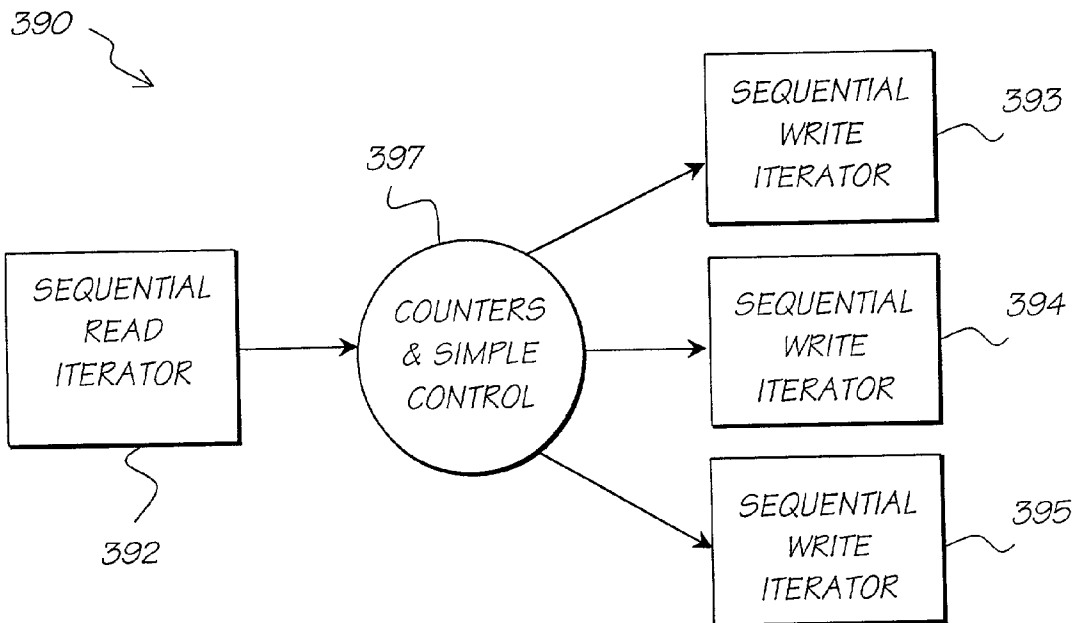 390
SEQUENTIAL
WRITE
ITERATOR
393
397
SEQUENTIAL
READ
ITERATOR
COUNTERS
& SIMPLE
CONTROL
SEQUENTIAL
WRITE
ITERATOR
394
392
SEQUENTIAL
WRITE
ITERATOR
395